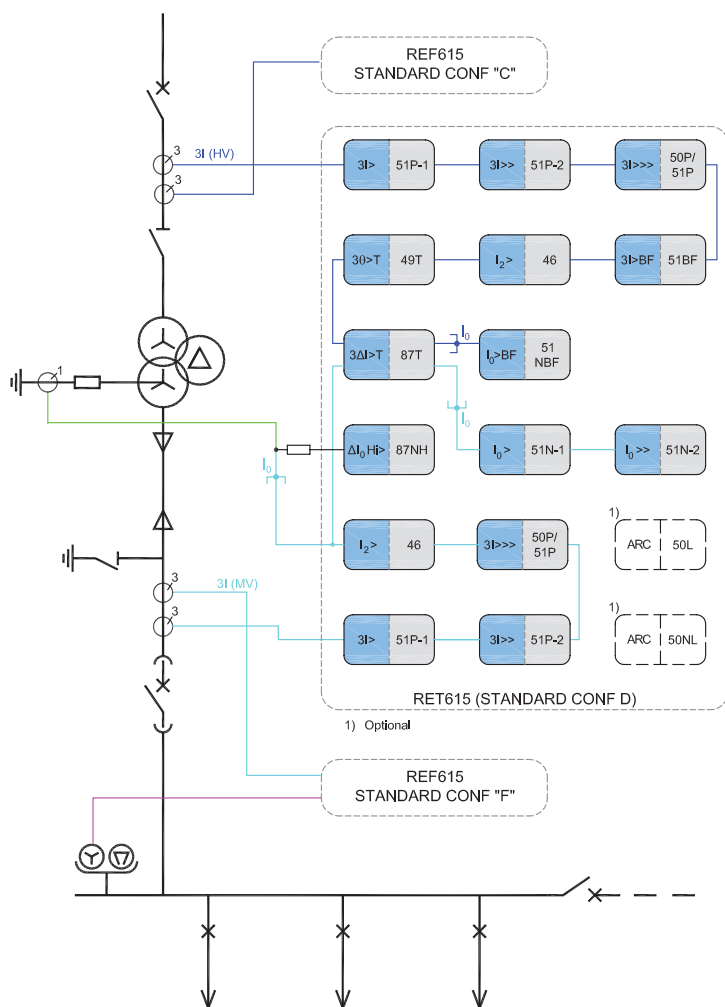 REF615
STANDARD CONF "C"
3
3I (HV)
3
3I>
51P-1
3I>>
51P-2
3I>>>
50P/
51P
3θ>T
49T
I2>
46
3I>BF
51BF
3ΔI>T
87T
I0
I0>BF
51
NBF
1
I0
I0
ΔI0Hi>
87NH
I0>
51N-1
I0>>
51N-2
I2>
46
3I>>>
50P/
51P
1)
ARC
50L
3
3I (MV)
3
3I>
51P-1
3I>>
51P-2
1)
ARC
50NL
RET615 (STANDARD CONF D)
1) Optional
REF615
STANDARD CONF "F"